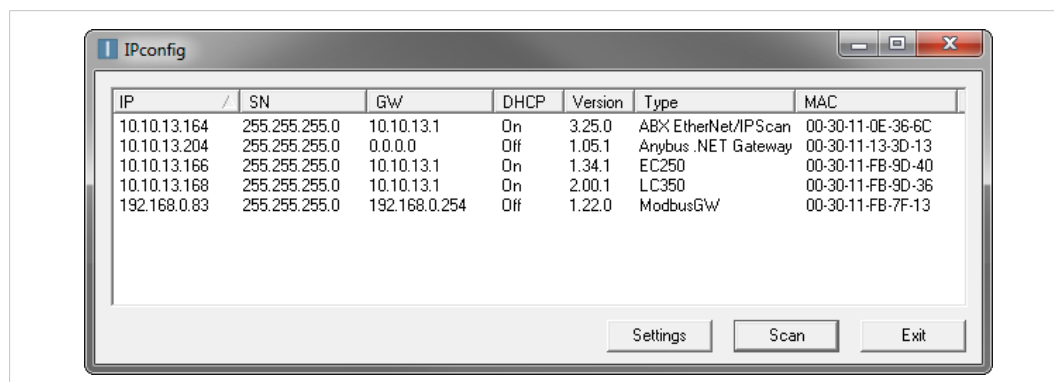 IPconfig
IP / SN GW DHCP Version Type MAC
10.10.13.164 255.255.255.0 10.10.13.1 On 3.25.0 ABX EtherNet/IPScan 00-30-11-0E-36-6C
10.10.13.204 255.255.255.0 0.0.0.0 Off 1.05.1 Anybus .NET Gateway 00-30-11-13-3D-13
10.10.13.166 255.255.255.0 10.10.13.1 On 1.34.1 EC250 00-30-11-FB-9D-40
10.10.13.168 255.255.255.0 10.10.13.1 On 2.00.1 LC350 00-30-11-FB-9D-36
192.168.0.83 255.255.255.0 192.168.0.254 Off 1.22.0 ModbusGW 00-30-11-FB-7F-13
Settings Scan Exit